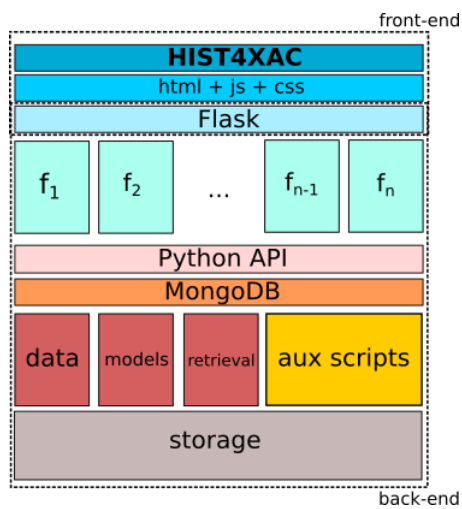 front-end
HIST4XAC
html + js + css
Flask
f1 f2 ... fn-1 fn
Python API
MongoDB
data models retrieval aux scripts
storage
back-end